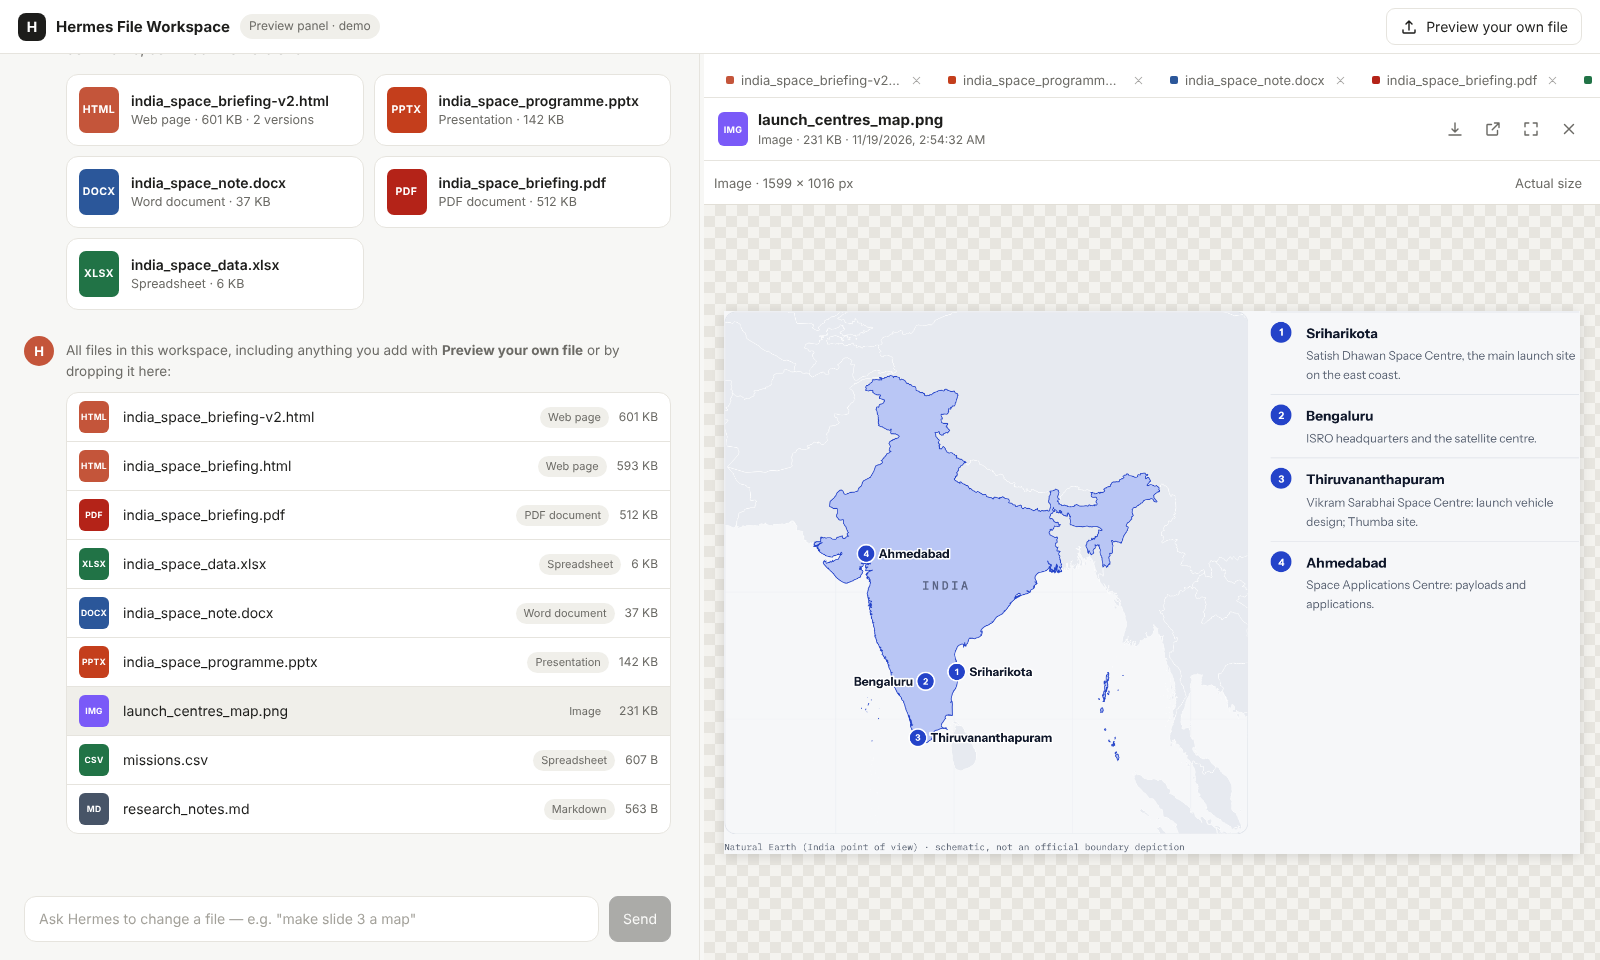 H Hermes File Workspace Preview panel · demo Preview your own file
HTML india_space_briefing-v2.html
Web page · 601 KB · 2 versions
PPTX india_space_programme.pptx
Presentation · 142 KB
DOCX india_space_note.docx
Word document · 37 KB
PDF india_space_briefing.pdf
PDF document · 512 KB
XLSX india_space_data.xlsx
Spreadsheet · 6 KB
H All files in this workspace, including anything you add with Preview your own file or by
dropping it here:
HTML india_space_briefing-v2.html Web page 601 KB
HTML india_space_briefing.html Web page 593 KB
PDF india_space_briefing.pdf PDF document 512 KB
XLSX india_space_data.xlsx Spreadsheet 6 KB
DOCX india_space_note.docx Word document 37 KB
PPTX india_space_programme.pptx Presentation 142 KB
IMG launch_centres_map.png Image 231 KB
CSV missions.csv Spreadsheet 607 B
MD research_notes.md Markdown 563 B
Ask Hermes to change a file — e.g. "make slide 3 a map" Send
india_space_briefing-v2... india_space_programm... india_space_note.docx india_space_briefing.pdf
IMG launch_centres_map.png
Image · 231 KB · 11/19/2026, 2:54:32 AM
Image · 1599 × 1016 px Actual size
4 Ahmedabad
INDIA
1 Sriharikota
Bengaluru 2
3 Thiruvananthapuram
1 Sriharikota
Satish Dhawan Space Centre, the main launch site
on the east coast.
2 Bengaluru
ISRO headquarters and the satellite centre.
3 Thiruvananthapuram
Vikram Sarabhai Space Centre: launch vehicle
design; Thumba site.
4 Ahmedabad
Space Applications Centre: payloads and
applications.
Natural Earth (India point of view) · schematic, not an official boundary depiction